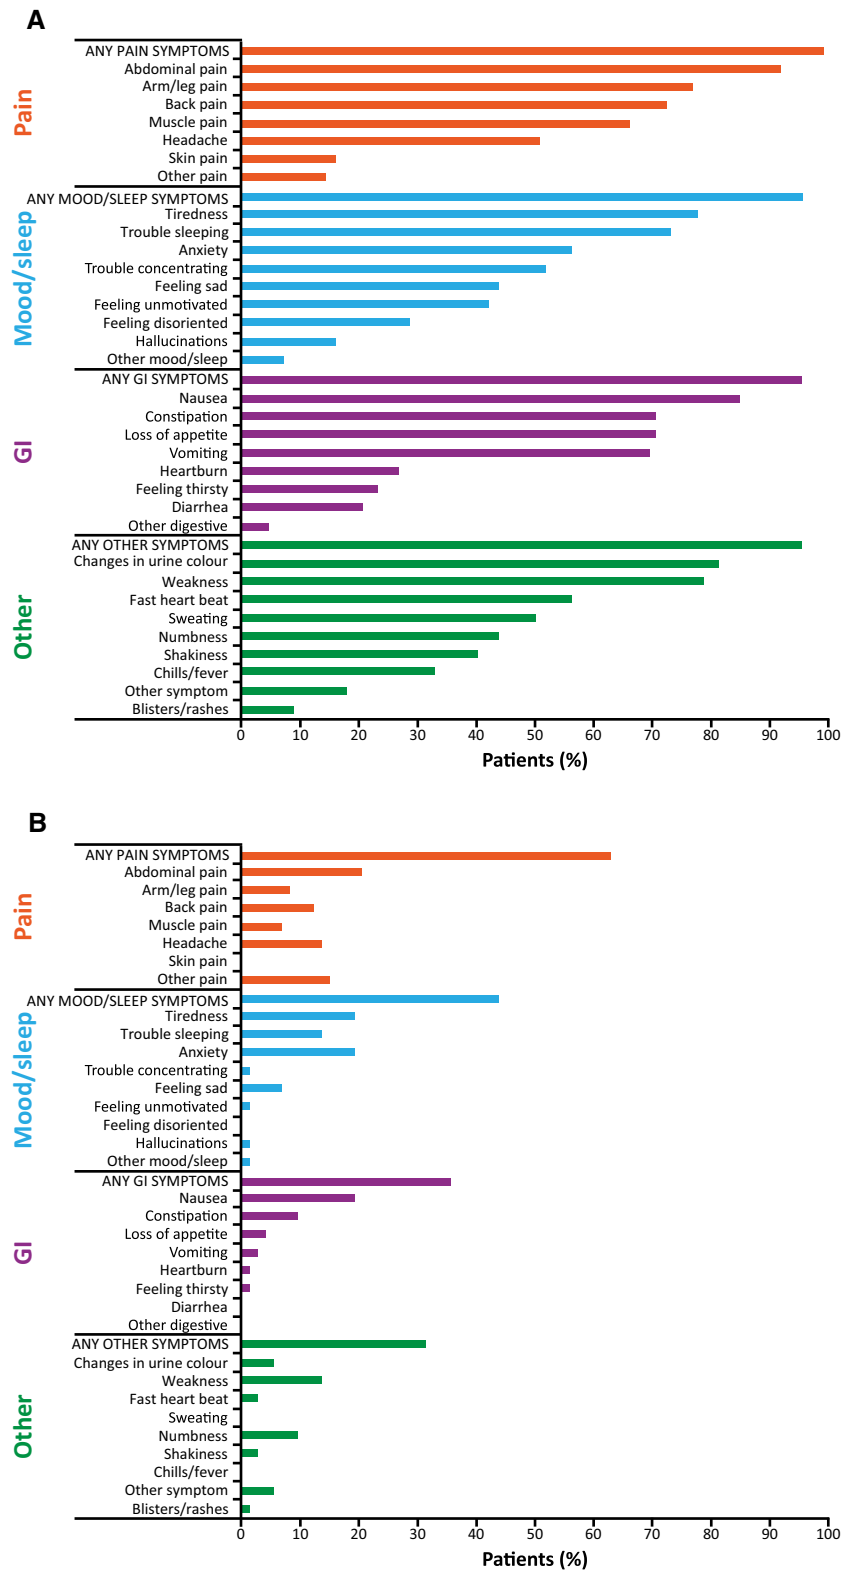 A
Pain
ANY PAIN SYMPTOMS
Abdominal pain
Arm/leg pain
Back pain
Muscle pain
Headache
Skin pain
Other pain
Mood/sleep
ANY MOOD/SLEEP SYMPTOMS
Tiredness
Trouble sleeping
Anxiety
Trouble concentrating
Feeling sad
Feeling unmotivated
Feeling disoriented
Hallucinations
Other mood/sleep
GI
ANY GI SYMPTOMS
Nausea
Constipation
Loss of appetite
Vomiting
Heartburn
Feeling thirsty
Diarrhea
Other digestive
Other
ANY OTHER SYMPTOMS
Changes in urine colour
Weakness
Fast heart beat
Sweating
Numbness
Shakiness
Chills/fever
Other symptom
Blisters/rashes
0 10 20 30 40 50 60 70 80 90 100
Patients (%)
B
Pain
ANY PAIN SYMPTOMS
Abdominal pain
Arm/leg pain
Back pain
Muscle pain
Headache
Skin pain
Other pain
Mood/sleep
ANY MOOD/SLEEP SYMPTOMS
Tiredness
Trouble sleeping
Anxiety
Trouble concentrating
Feeling sad
Feeling unmotivated
Feeling disoriented
Hallucinations
Other mood/sleep
GI
ANY GI SYMPTOMS
Nausea
Constipation
Loss of appetite
Vomiting
Heartburn
Feeling thirsty
Diarrhea
Other digestive
Other
ANY OTHER SYMPTOMS
Changes in urine colour
Weakness
Fast heart beat
Sweating
Numbness
Shakiness
Chills/fever
Other symptom
Blisters/rashes
0 10 20 30 40 50 60 70 80 90 100
Patients (%)